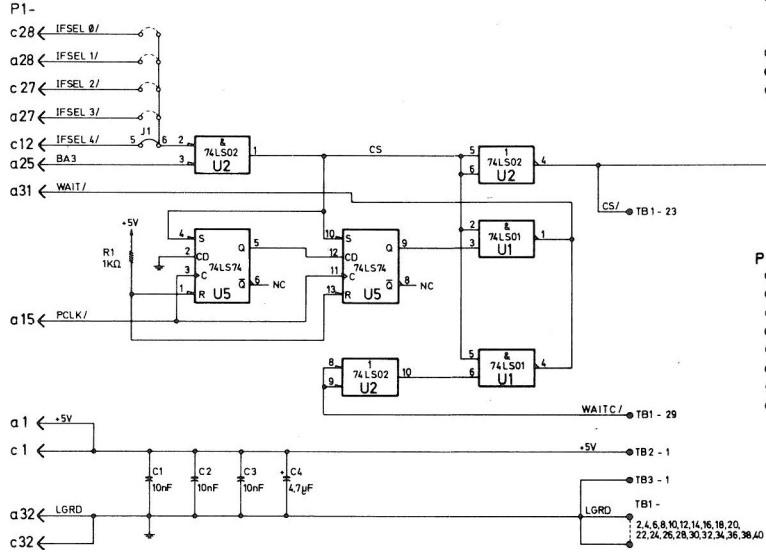 P1-
c28 IFSEL 0/
a28 IFSEL 1/
c27 IFSEL 2/
a27 IFSEL 3/
c12 IFSEL 4/ 5 J1 6 2 & 1 CS 5 1 4
74LS02 74LS02
a25 BA3 3 U2 6 U2
a31 WAIT/
CS/ TB1-23
+5V
R1
1KΩ
4 S Q 5 10 S Q 9 2 & 1
2 CD 12 CD 3 74LS01
74LS74 74LS74 U1
3 C 11 C
Q 6 NC Q 8 NC
1 R U5 13 R U5
P
a15 PCLK/
8 1 10 5 & 4
74LS02 74LS01
9 U2 6 U1
WAITC/ TB1-29
a1 +5V
c1 +5V TB2-1
C1 C2 C3 + C4
10nF 10nF 10nF 4,7µF
TB3-1
TB1-
a32 LGRD LGRD
2,4,6,8,10,12,14,16,18,20,
22,24,26,28,30,32,34,36,38,40
c32